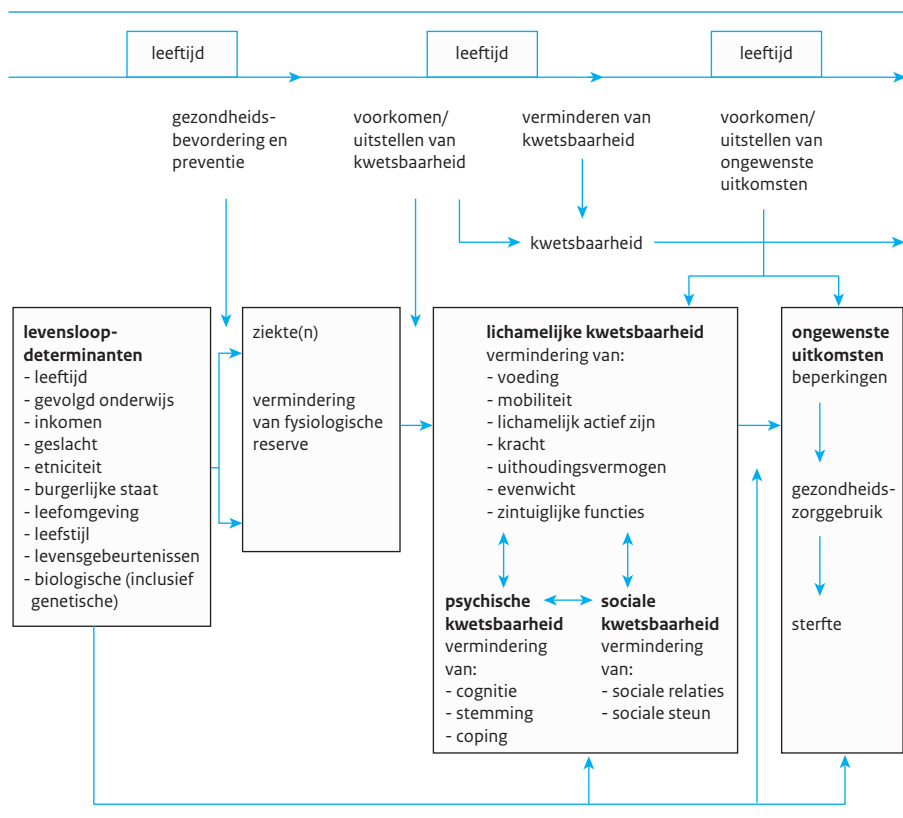 leeftijd
leeftijd
leeftijd
gezondheids-
bevordering en
preventie
voorkomen/
uitstellen van
kwetsbaarheid
verminderen van
kwetsbaarheid
voorkomen/
uitstellen van
ongewenste
uitkomsten
kwetsbaarheid
levensloop-
determinanten
- leeftijd
- gevolgd onderwijs
- inkomen
- geslacht
- etniciteit
- burgerlijke staat
- leefomgeving
- leefstijl
- levensgebeurtenissen
- biologische (inclusief
genetische)
ziekte(n)
vermindering
van fysiologische
reserve
lichamelijke kwetsbaarheid
vermindering van:
- voeding
- mobiliteit
- lichamelijk actief zijn
- kracht
- uithoudingsvermogen
- evenwicht
- zintuiglijke functies
psychische
kwetsbaarheid
vermindering
van:
- cognitie
- stemming
- coping
sociale
kwetsbaarheid
vermindering
van:
- sociale relaties
- sociale steun
ongewenste
uitkomsten
beperkingen
gezondheids-
zorggebruik
sterfte